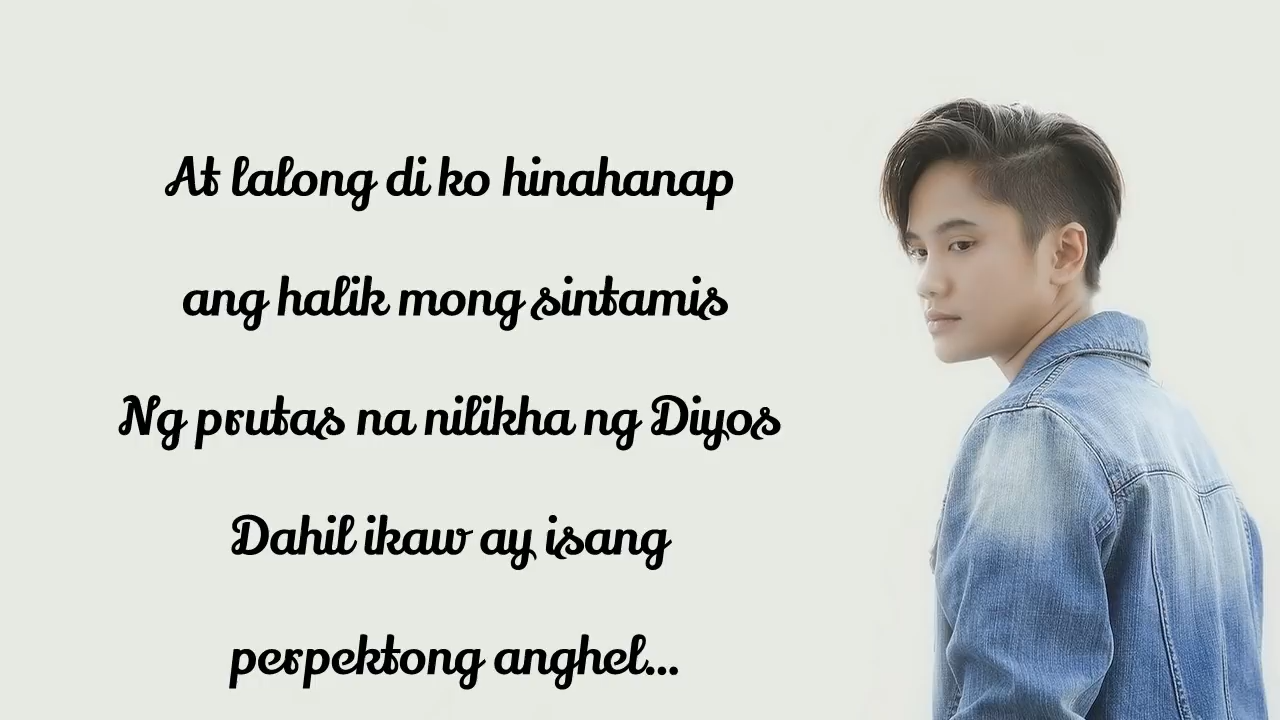 At lalong di ko hinahanap
ang halik mong sintamis
Ng prutas na nilikha ng Diyos
Dahil ikaw ay isang
perpektong anghel...